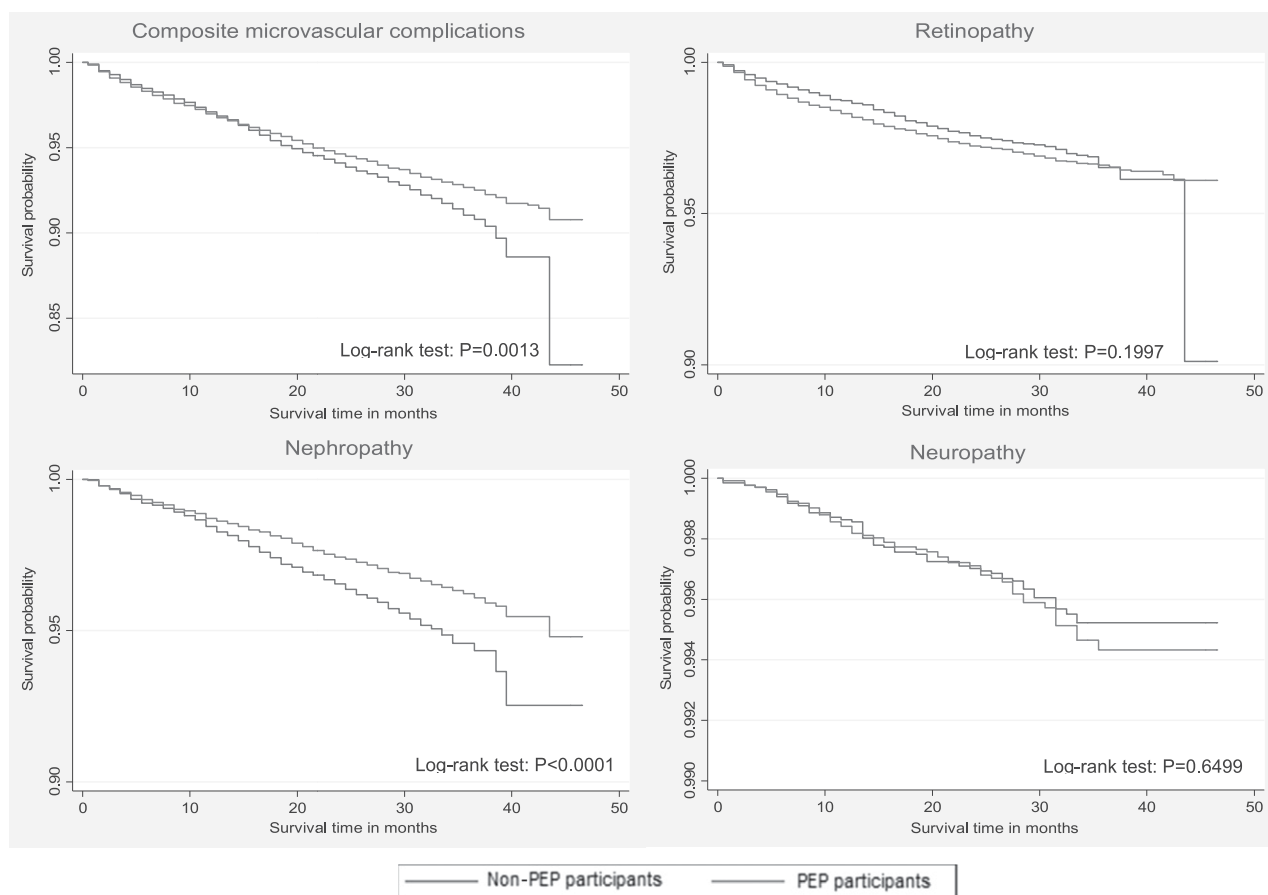 Composite microvascular complications
Survival probability
1.00
0.95
0.90
0.85
Log-rank test: P=0.0013
0 10 20 30 40 50
Survival time in months
Retinopathy
Survival probability
1.00
0.95
0.90
Log-rank test: P=0.1997
0 10 20 30 40 50
Survival time in months
Nephropathy
Survival probability
1.00
0.95
0.90
Log-rank test: P<0.0001
0 10 20 30 40 50
Survival time in months
Neuropathy
Survival probability
1.000
0.998
0.996
0.994
0.992
0.990
Log-rank test: P=0.6499
0 10 20 30 40 50
Survival time in months
Non-PEP participants PEP participants